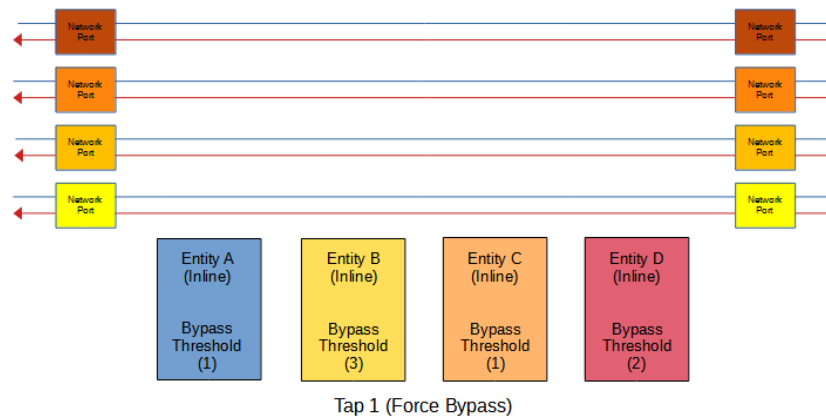 Network
Port
Network
Port
Network
Port
Network
Port
Network
Port
Network
Port
Network
Port
Network
Port
Entity A
(Inline)
Bypass
Threshold
(1)
Entity B
(Inline)
Bypass
Threshold
(3)
Entity C
(Inline)
Bypass
Threshold
(1)
Entity D
(Inline)
Bypass
Threshold
(2)
Tap 1 (Force Bypass)